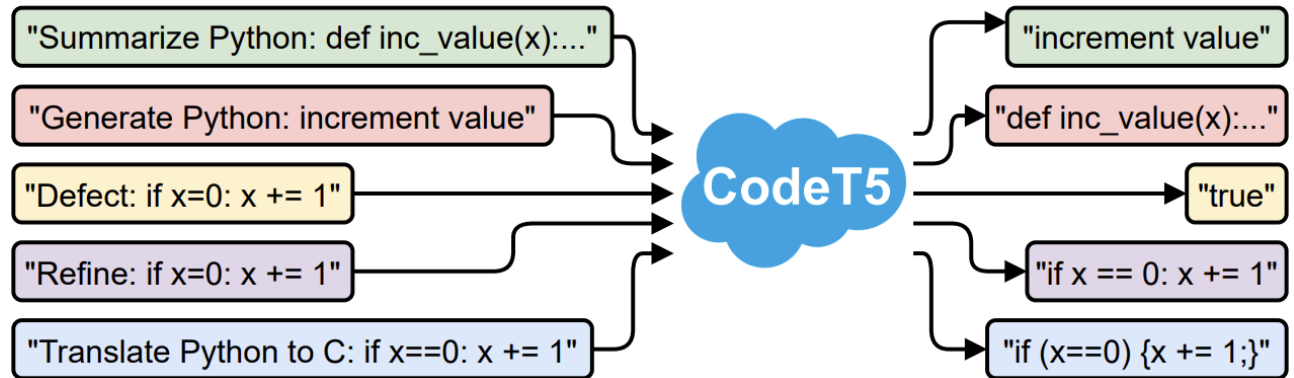 "Summarize Python: def inc_value(x):..."
"Generate Python: increment value"
"Defect: if x=0: x += 1"
"Refine: if x=0: x += 1"
"Translate Python to C: if x==0: x += 1"
CodeT5
"increment value"
"def inc_value(x):..."
"true"
"if x == 0: x += 1"
"if (x==0) {x += 1;}"